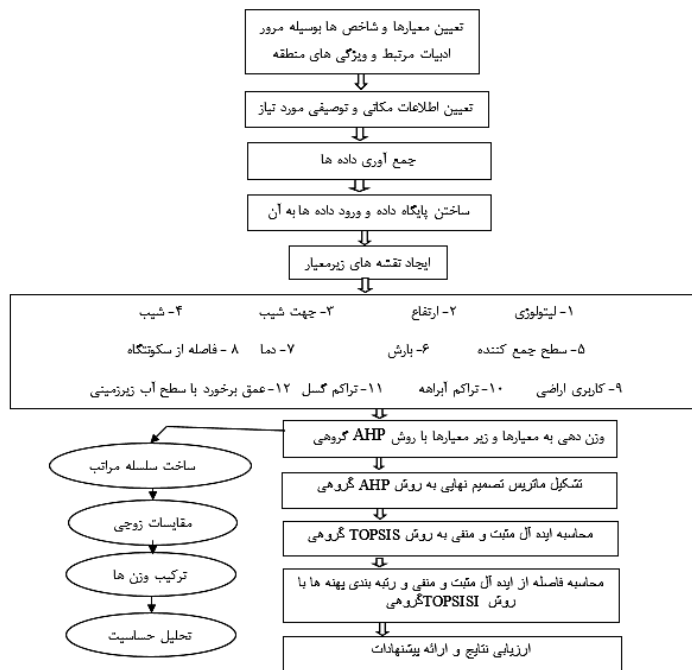 تعیین معیارها و شاخص ها بوسیله مرور
ادبیات مرتبط و ویژگی های منطقه
تعیین اطلاعات مکانی و توصیفی مورد نیاز
جمع آوری داده ها
ساختن پایگاه داده و ورود داده ها به آن
ایجاد نقشه های زیرمعیار
۱- لیتولوژی ۲- ارتفاع ۳- جهت شیب ۴- شیب
۵- سطح جمع کننده ۶- بارش ۷- دما ۸ - فاصله از سکونتگاه
۹- کاربری اراضی ۱۰- تراکم آبراهه ۱۱- تراکم گسل ۱۲-عمق برخورد با سطح آب زیرزمینی
وزن دهی به معیارها و زیر معیارها با روش AHP گروهی
ساخت سلسله مراتب
مقایسات زوجی
ترکیب وزن ها
تحلیل حساسیت
تشکیل ماتریس تصمیم نهایی به روش AHP گروهی
محاسبه ایده آل مثبت و منفی به روش TOPSIS گروهی
محاسبه فاصله از ایده آل مثبت و منفی و رتبه بندی پهنه ها با
روش TOPSISIگروهی
ارزیابی نتایج و ارائه پیشنهادات